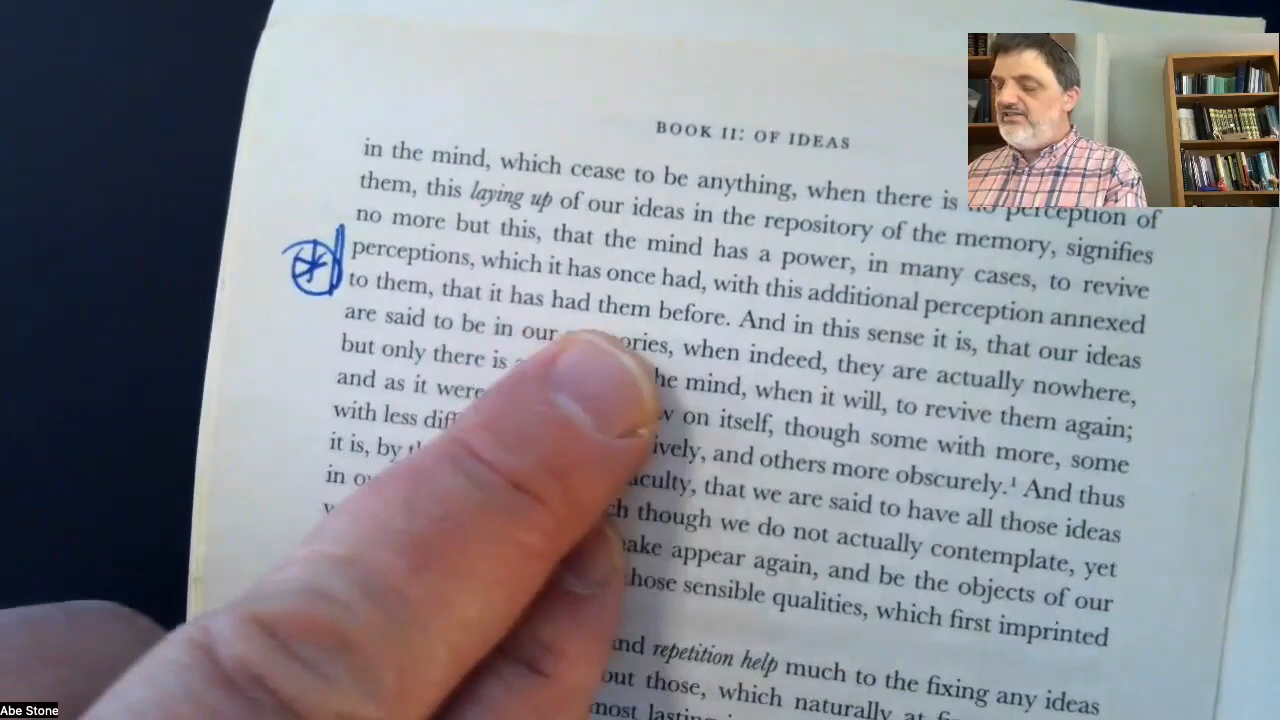 BOOK II: OF IDEAS
in the mind, which cease to be anything, when there is no perception of
them, this laying up of our ideas in the repository of the memory, signifies
no more but this, that the mind has a power, in many cases, to revive
perceptions, which it has once had, with this additional perception annexed
to them, that it has had them before. And in this sense it is, that our ideas
are said to be in our ories, when indeed, they are actually nowhere,
but only there is he mind, when it will, to revive them again;
and as it were w on itself, though some with more, some
with less diff ively, and others more obscurely.¹ And thus
it is, by aculty, that we are said to have all those ideas
in ch though we do not actually contemplate, yet
ake appear again, and be the objects of our
hose sensible qualities, which first imprinted
nd repetition help much to the fixing any ideas
out those, which naturally at
most lasting
Abe Stone